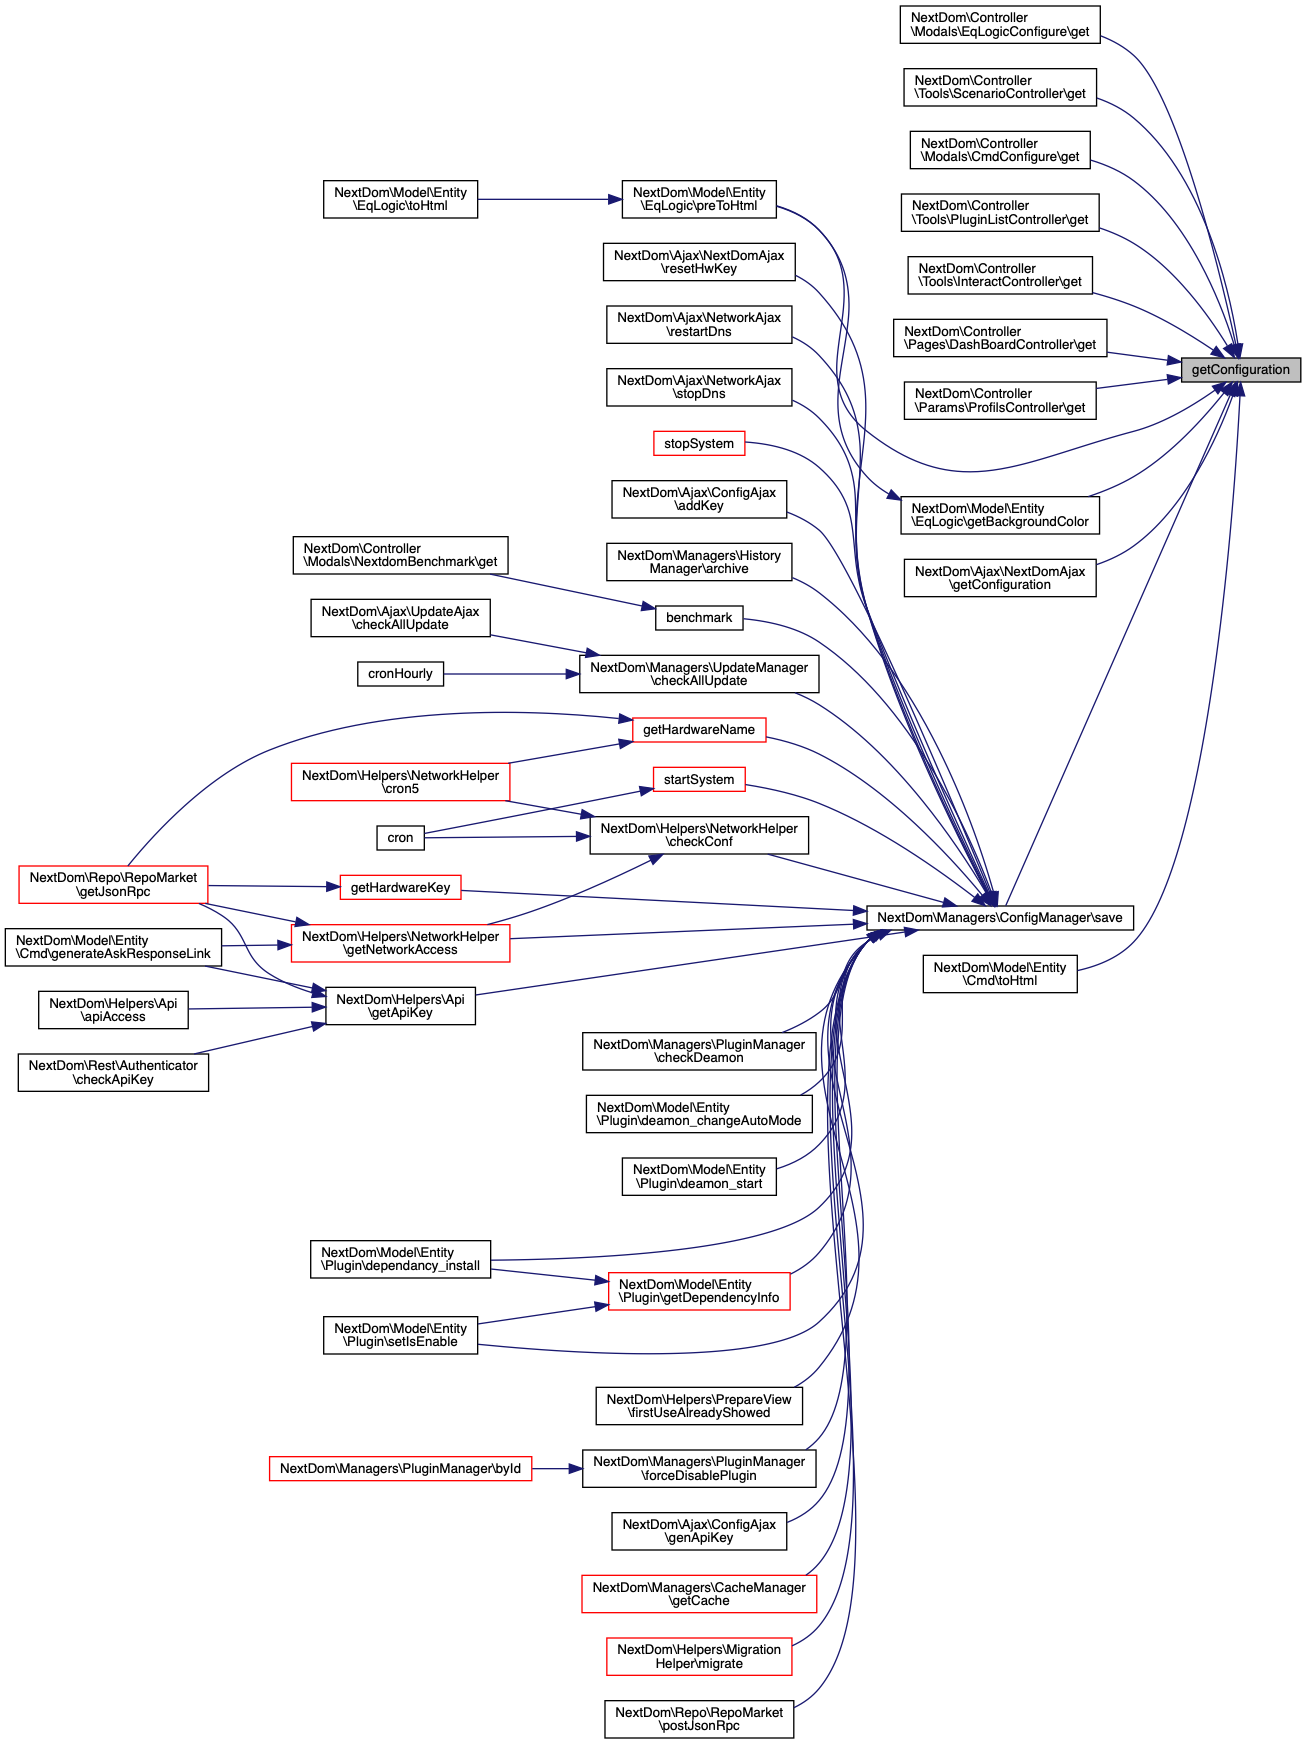 NextDom\Controller
\Modals\EqLogicConfigure\get
NextDom\Controller
\Tools\ScenarioController\get
NextDom\Controller
\Modals\CmdConfigure\get
NextDom\Model\Entity
\EqLogic\toHtml
NextDom\Model\Entity
\EqLogic\preToHtml
NextDom\Controller
\Tools\PluginListController\get
NextDom\Ajax\NextDomAjax
\resetHwKey
NextDom\Controller
\Tools\InteractController\get
NextDom\Ajax\NetworkAjax
\restartDns
NextDom\Controller
\Pages\DashBoardController\get
getConfiguration
NextDom\Ajax\NetworkAjax
\stopDns
NextDom\Controller
\Params\ProfilsController\get
stopSystem
NextDom\Ajax\ConfigAjax
\addKey
NextDom\Model\Entity
\EqLogic\getBackgroundColor
NextDom\Controller
\Modals\NextdomBenchmark\get
NextDom\Managers\History
Manager\archive
NextDom\Ajax\NextDomAjax
\getConfiguration
NextDom\Ajax\UpdateAjax
\checkAllUpdate
benchmark
cronHourly
NextDom\Managers\UpdateManager
\checkAllUpdate
getHardwareName
NextDom\Helpers\NetworkHelper
\cron5
startSystem
cron
NextDom\Helpers\NetworkHelper
\checkConf
NextDom\Repo\RepoMarket
\getJsonRpc
getHardwareKey
NextDom\Managers\ConfigManager\save
NextDom\Model\Entity
\Cmd\generateAskResponseLink
NextDom\Helpers\NetworkHelper
\getNetworkAccess
NextDom\Model\Entity
\Cmd\toHtml
NextDom\Helpers\Api
\apiAccess
NextDom\Helpers\Api
\getApiKey
NextDom\Rest\Authenticator
\checkApiKey
NextDom\Managers\PluginManager
\checkDeamon
NextDom\Model\Entity
\Plugin\deamon_changeAutoMode
NextDom\Model\Entity
\Plugin\deamon_start
NextDom\Model\Entity
\Plugin\dependancy_install
NextDom\Model\Entity
\Plugin\getDependencyInfo
NextDom\Model\Entity
\Plugin\setIsEnable
NextDom\Helpers\PrepareView
\firstUseAlreadyShowed
NextDom\Managers\PluginManager\byId
NextDom\Managers\PluginManager
\forceDisablePlugin
NextDom\Ajax\ConfigAjax
\genApiKey
NextDom\Managers\CacheManager
\getCache
NextDom\Helpers\Migration
Helper\migrate
NextDom\Repo\RepoMarket
\postJsonRpc